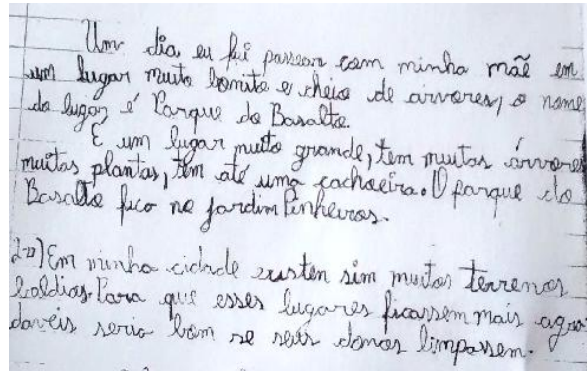 Um dia eu fui passear com minha mãe em
um lugar muito bonito e cheio de árvores, o nome
do lugar é Parque do Basalto.
É um lugar muito grande, tem muitas árvores
muitas plantas, tem até uma cachoeira. O parque do
Basalto fica no Jardim Pinheiros.
2-a) Em minha cidade existen sim muitos terrenos
baldios. Para que esses lugares ficassem mais agra-
daveis seria bom se seus donos limpassem.